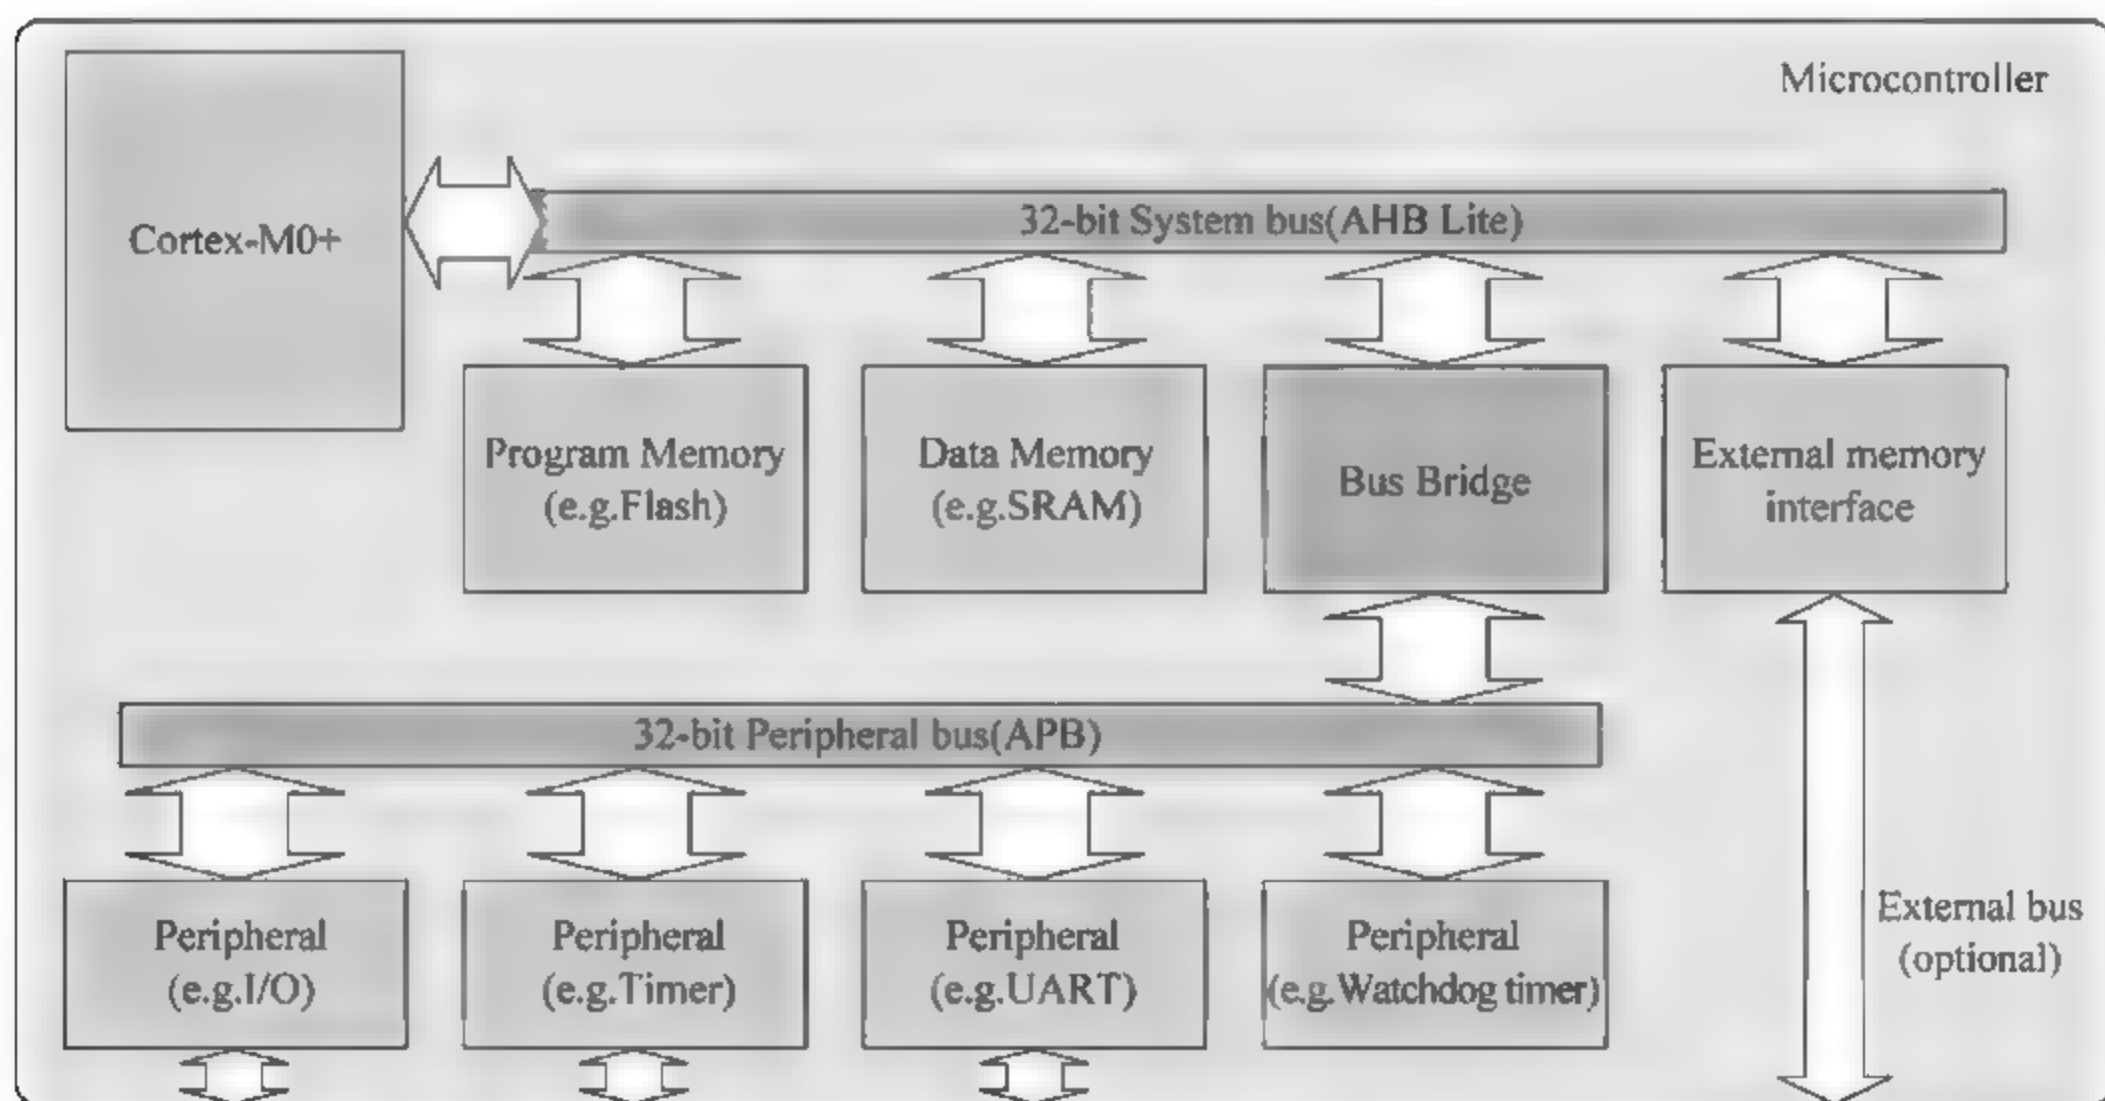 Microcontroller
Cortex-M0+
32-bit System bus(AHB Lite)
Program Memory
(e.g.Flash)
Data Memory
(e.g.SRAM)
Bus Bridge
External memory
interface
32-bit Peripheral bus(APB)
Peripheral
(e.g.I/O)
Peripheral
(e.g.Timer)
Peripheral
(e.g.UART)
Peripheral
(e.g.Watchdog timer)
External bus
(optional)